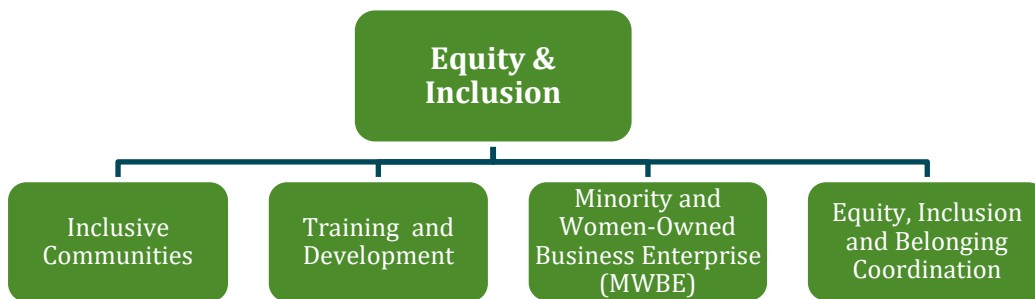 Equity &
Inclusion
Inclusive
Communities
Training and
Development
Minority and
Women-Owned
Business Enterprise
(MWBE)
Equity, Inclusion
and Belonging
Coordination